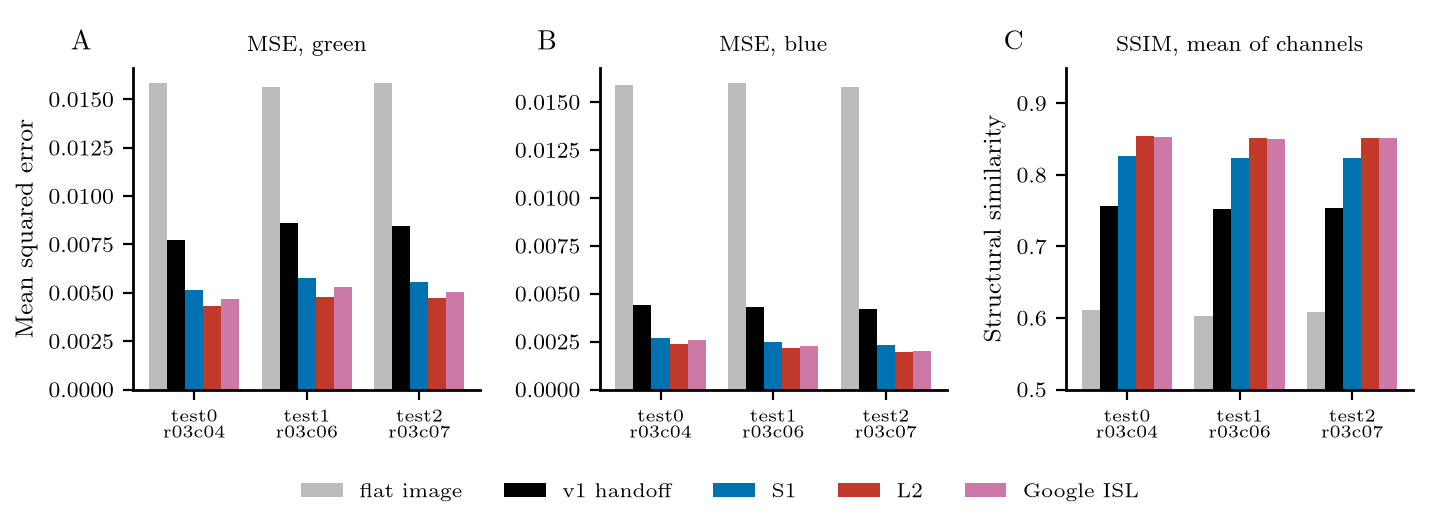 A
MSE, green
Mean squared error
0.0150
0.0125
0.0100
0.0075
0.0050
0.0025
0.0000
test0
r03c04
test1
r03c06
test2
r03c07
B
MSE, blue
0.0150
0.0125
0.0100
0.0075
0.0050
0.0025
0.0000
test0
r03c04
test1
r03c06
test2
r03c07
C
SSIM, mean of channels
Structural similarity
0.9
0.8
0.7
0.6
0.5
test0
r03c04
test1
r03c06
test2
r03c07
flat image
v1 handoff
S1
L2
Google ISL